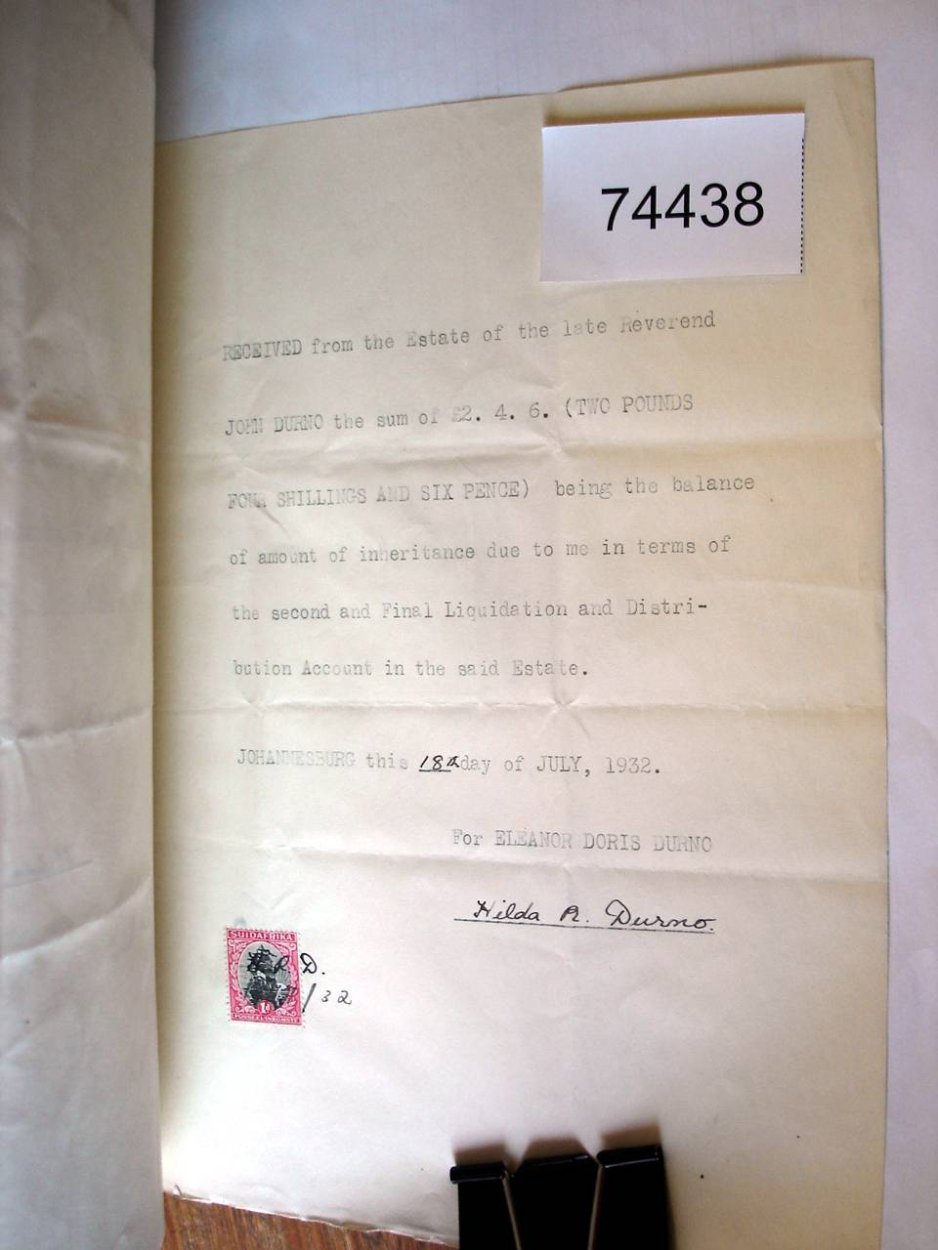 74438
RECEIVED from the Estate of the late Reverend
JOHN DURNO the sum of £2. 4. 6. (TWO POUNDS
FOUR SHILLINGS AND SIX PENCE) being the balance
of amount of inheritance due to me in terms of
the second and Final Liquidation and Distri-
bution Account in the said Estate.
JOHANNESBURG this 18th day of JULY, 1932.
For ELEANOR DORIS DURNO
Hilda R. Durno.
SUIDAFRIKA
R. D.
/32
1D